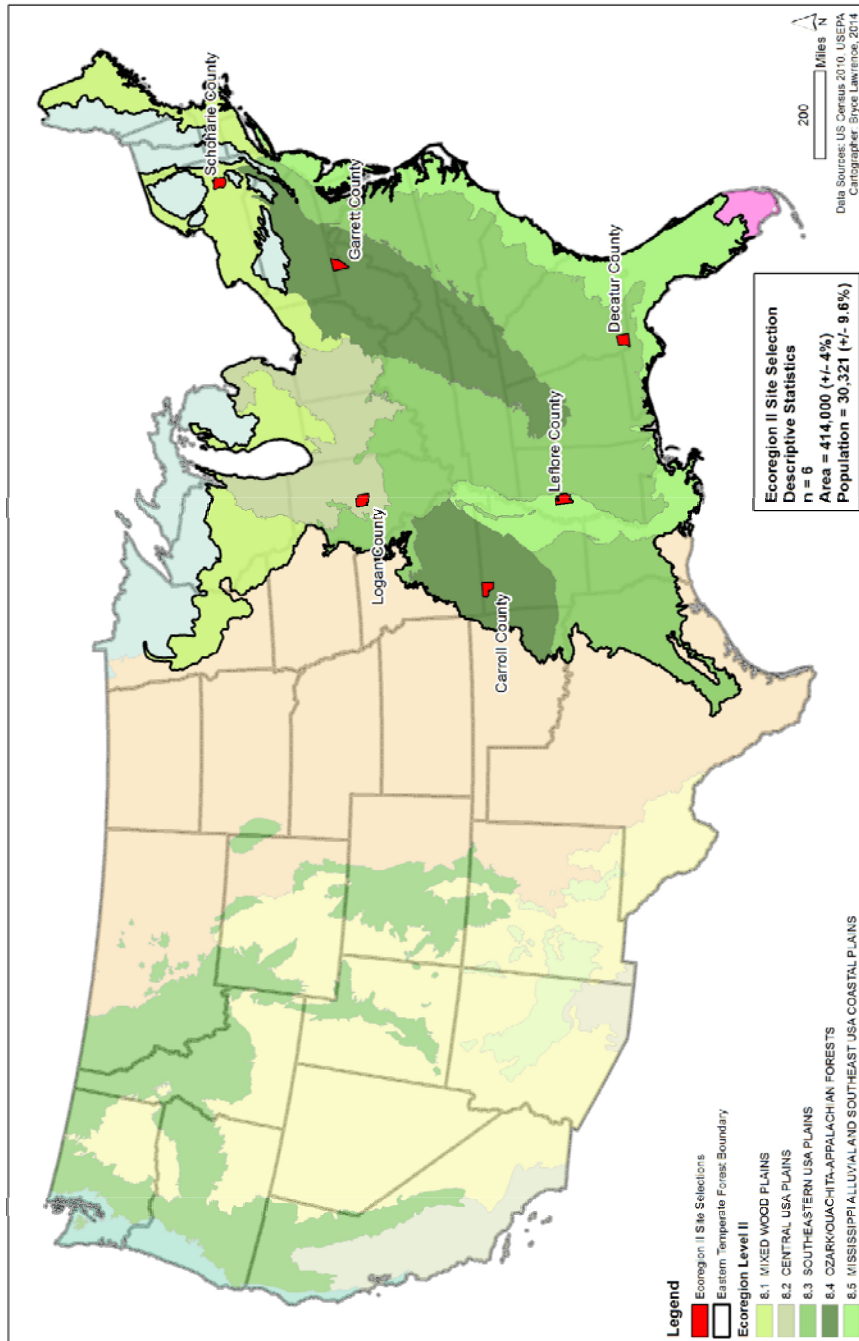 Schoharie County
Garrett County
Logan County
Leflore County
Carroll County
Decatur County
Legend
Ecoregion II Site Selections
Eastern Temperate Forest Boundary
Ecoregion Level II
8.1 MIXED WOOD PLAINS
8.2 CENTRAL USA PLAINS
8.3 SOUTHEASTERN USA PLAINS
8.4 OZARK/OUACHITA-APPALACHIAN FORESTS
8.5 MISSISSIPPI ALLUVIAL AND SOUTHEAST USA COASTAL PLAINS
Ecoregion II Site Selection
Descriptive Statistics
n = 6
Area = 414,000 (+/- 4%)
Population = 30,321 (+/- 9.6%)
200
Miles
N
Data Sources: US Census 2010, USEPA
Cartographer: Bryce Lawrence, 2014